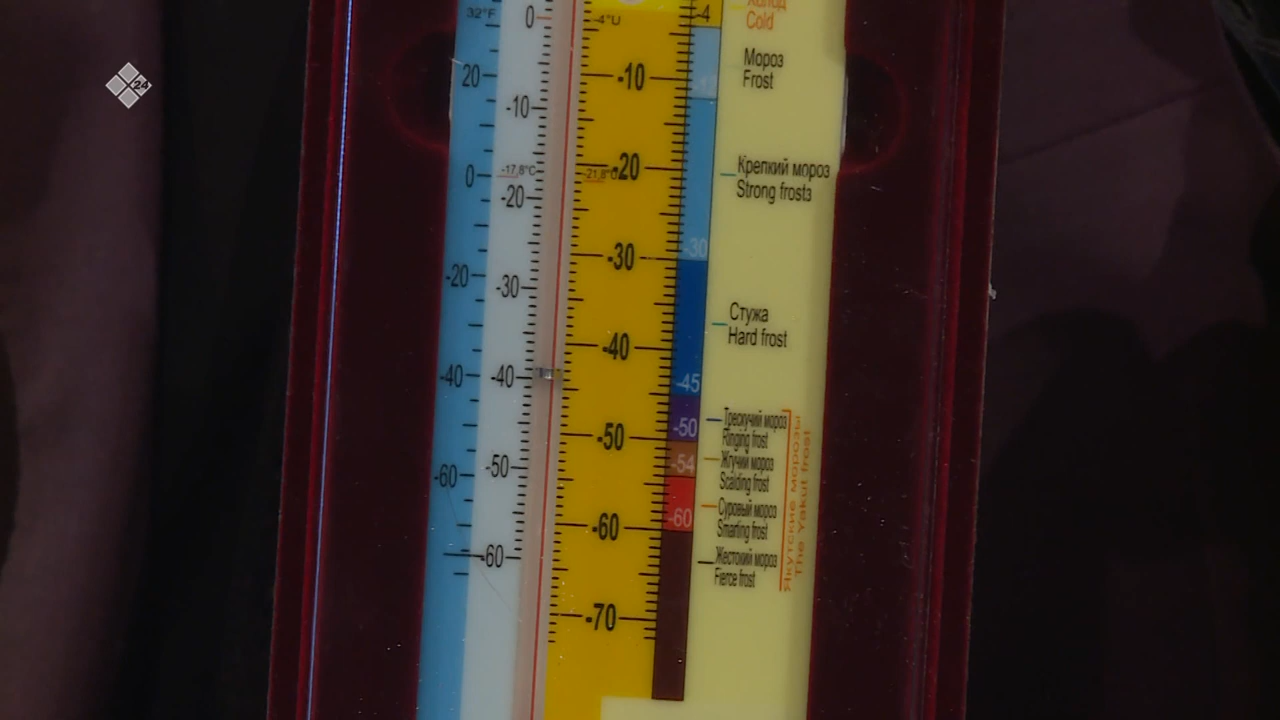 24
32°F
0
-4°U
-4
Холод
Cold
20
-10
Мороз
Frost
-10
0
-17,8°C
-20
21,8°U
-20
Крепкий мороз
Strong frosts
-20
-30
-30
-30
Стужа
Hard frost
-40
-40
-40
-45
-50
-50
Трескучий мороз
Ringing frost
-60
-50
-54
Жгучий мороз
Scalding frost
-60
-60
Суровый мороз
Smarting frost
-60
Жестокий мороз
Fierce frost
-70
Якутские морозы
The Yakut frost